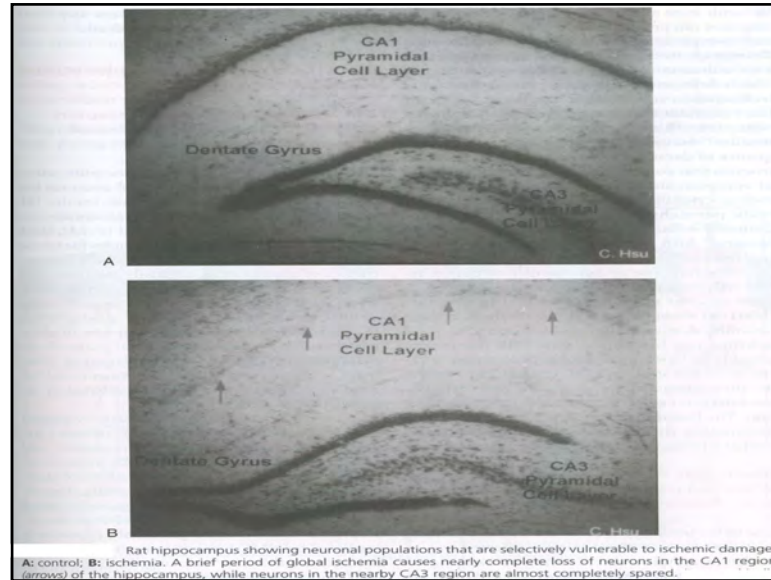 CA1
Pyramidal
Cell Layer
Dentate Gyrus
CA3
Pyramidal
Cell Layer
C. Hsu
A
CA1
Pyramidal
Cell Layer
Dentate Gyrus
CA3
Pyramidal
Cell Layer
C. Hsu
B
Rat hippocampus showing neuronal populations that are selectively vulnerable to ischemic damage
A: control; B: ischemia. A brief period of global ischemia causes nearly complete loss of neurons in the CA1 region
(arrows) of the hippocampus, while neurons in the nearby CA3 region are almost completely spared.